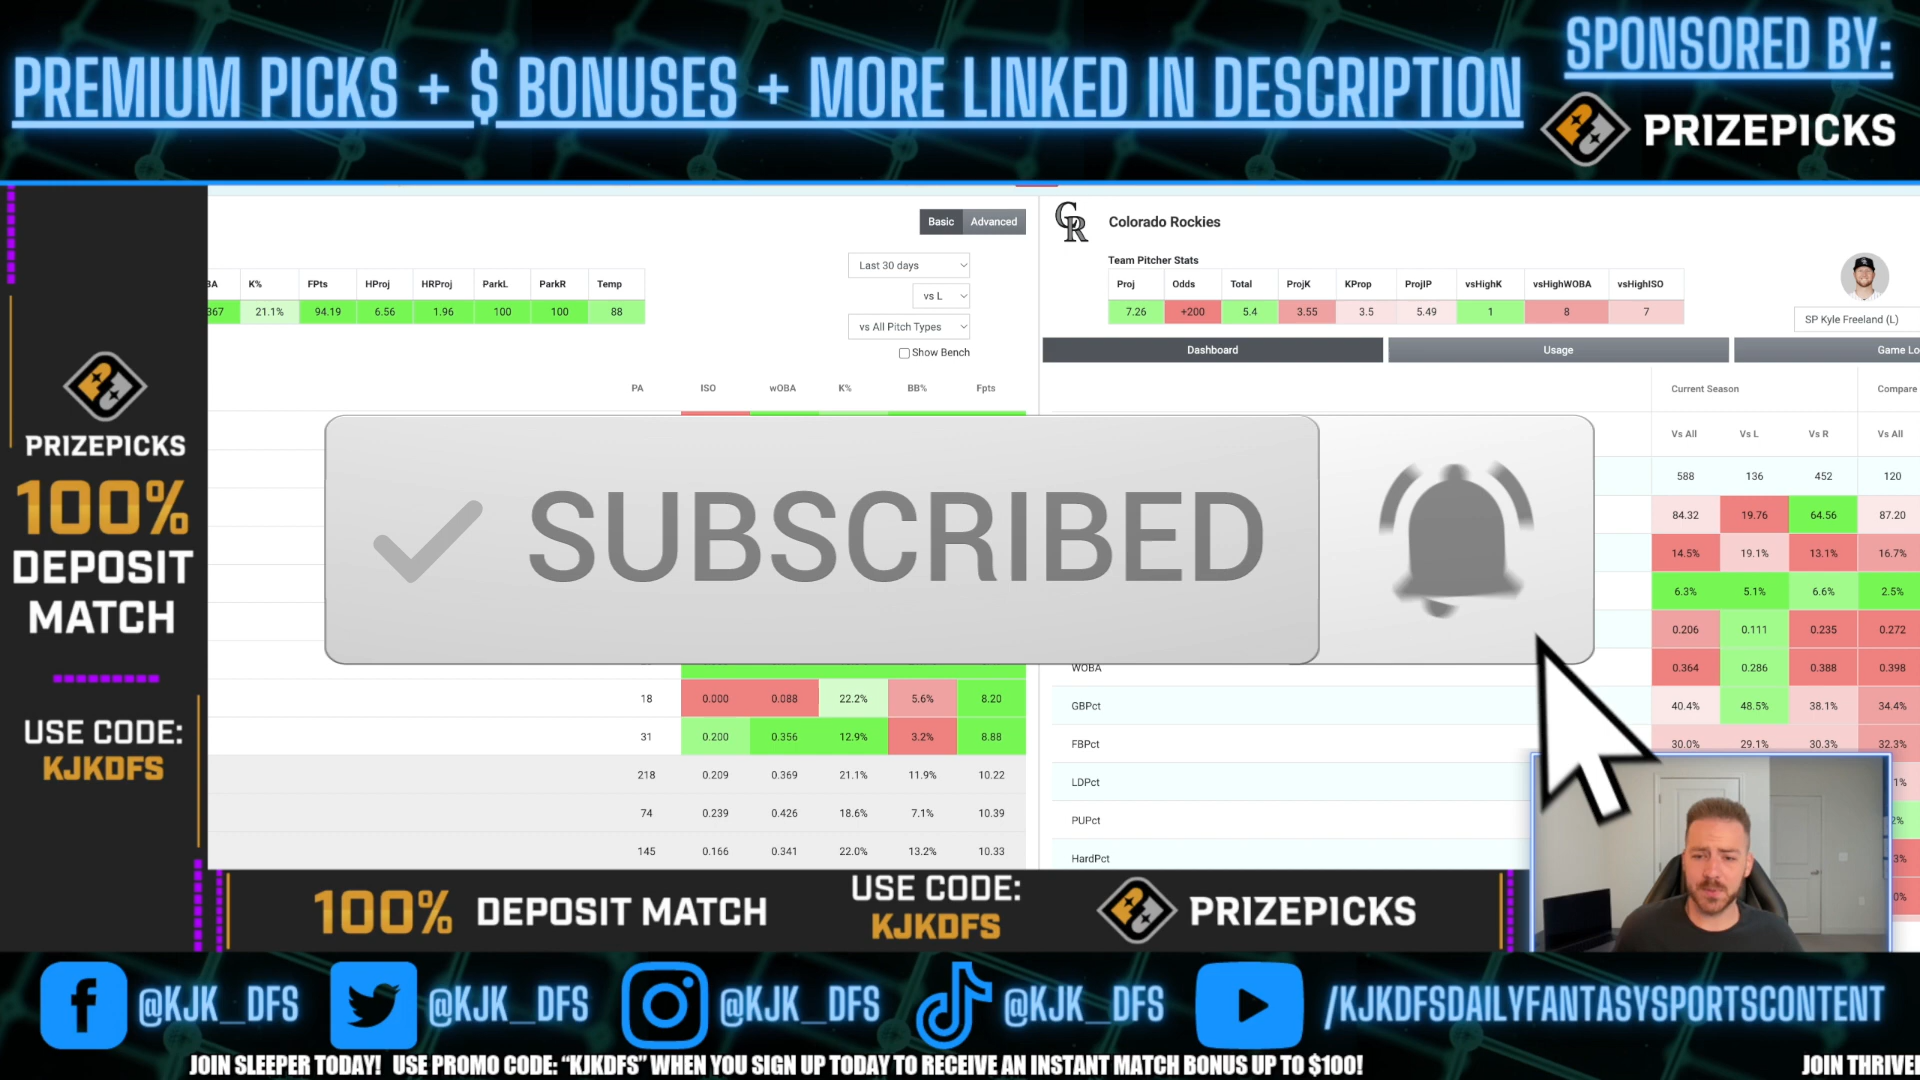 PREMIUM PICKS + $ BONUSES + MORE LINKED IN DESCRIPTION
SPONSORED BY:
PRIZEPICKS
PRIZEPICKS
100%
DEPOSIT
MATCH
USE CODE:
KJKDFS
Basic Advanced
Last 30 days
vs L
vs All Pitch Types
Show Bench
K% FPts HProj HRProj ParkL ParkR Temp
367 21.1% 94.19 6.56 1.96 100 100 88
PA ISO wOBA K% BB% Fpts
18 0.000 0.088 22.2% 5.6% 8.20
31 0.200 0.356 12.9% 3.2% 8.88
218 0.209 0.369 21.1% 11.9% 10.22
74 0.239 0.426 18.6% 7.1% 10.39
145 0.166 0.341 22.0% 13.2% 10.33
SUBSCRIBED
CR
Colorado Rockies
Team Pitcher Stats
Proj Odds Total ProjK KProp ProjIP vsHighK vsHighWOBA vsHighISO
7.26 +200 5.4 3.55 3.5 5.49 1 8 7
SP Kyle Freeland (L)
Dashboard Usage Game Lo
Current Season Compare
Vs All Vs L Vs R Vs All
588 136 452 120
84.32 19.76 64.56 87.20
14.5% 19.1% 13.1% 16.7%
6.3% 5.1% 6.6% 2.5%
0.206 0.111 0.235 0.272
WOBA 0.364 0.286 0.388 0.398
GBPct 40.4% 48.5% 38.1% 34.4%
FBPct 30.0% 29.1% 30.3% 32.3%
LDPct
PUPct
HardPct
100% DEPOSIT MATCH
USE CODE:
KJKDFS
PRIZEPICKS
@KJK_DFS @KJK_DFS @KJK_DFS @KJK_DFS /KJKDFSDAILYFANTASYSPORTSCONTENT
JOIN SLEEPER TODAY! USE PROMO CODE: “KJKDFS” WHEN YOU SIGN UP TODAY TO RECEIVE AN INSTANT MATCH BONUS UP TO $100! JOIN THRIVE